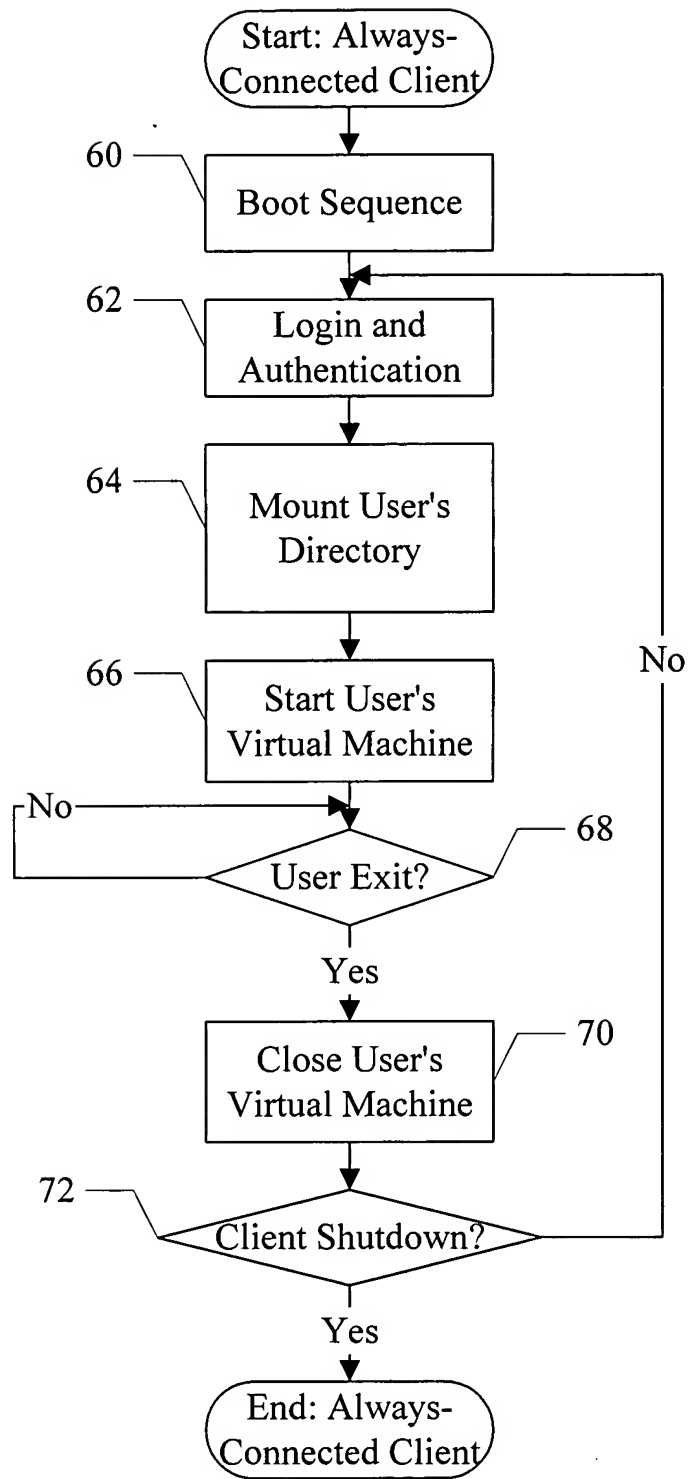 Start: Always-
Connected Client
60
Boot Sequence
62
Login and
Authentication
64
Mount User's
Directory
66
Start User's
Virtual Machine
No
No
68
User Exit?
Yes
70
Close User's
Virtual Machine
72
Client Shutdown?
Yes
End: Always-
Connected Client